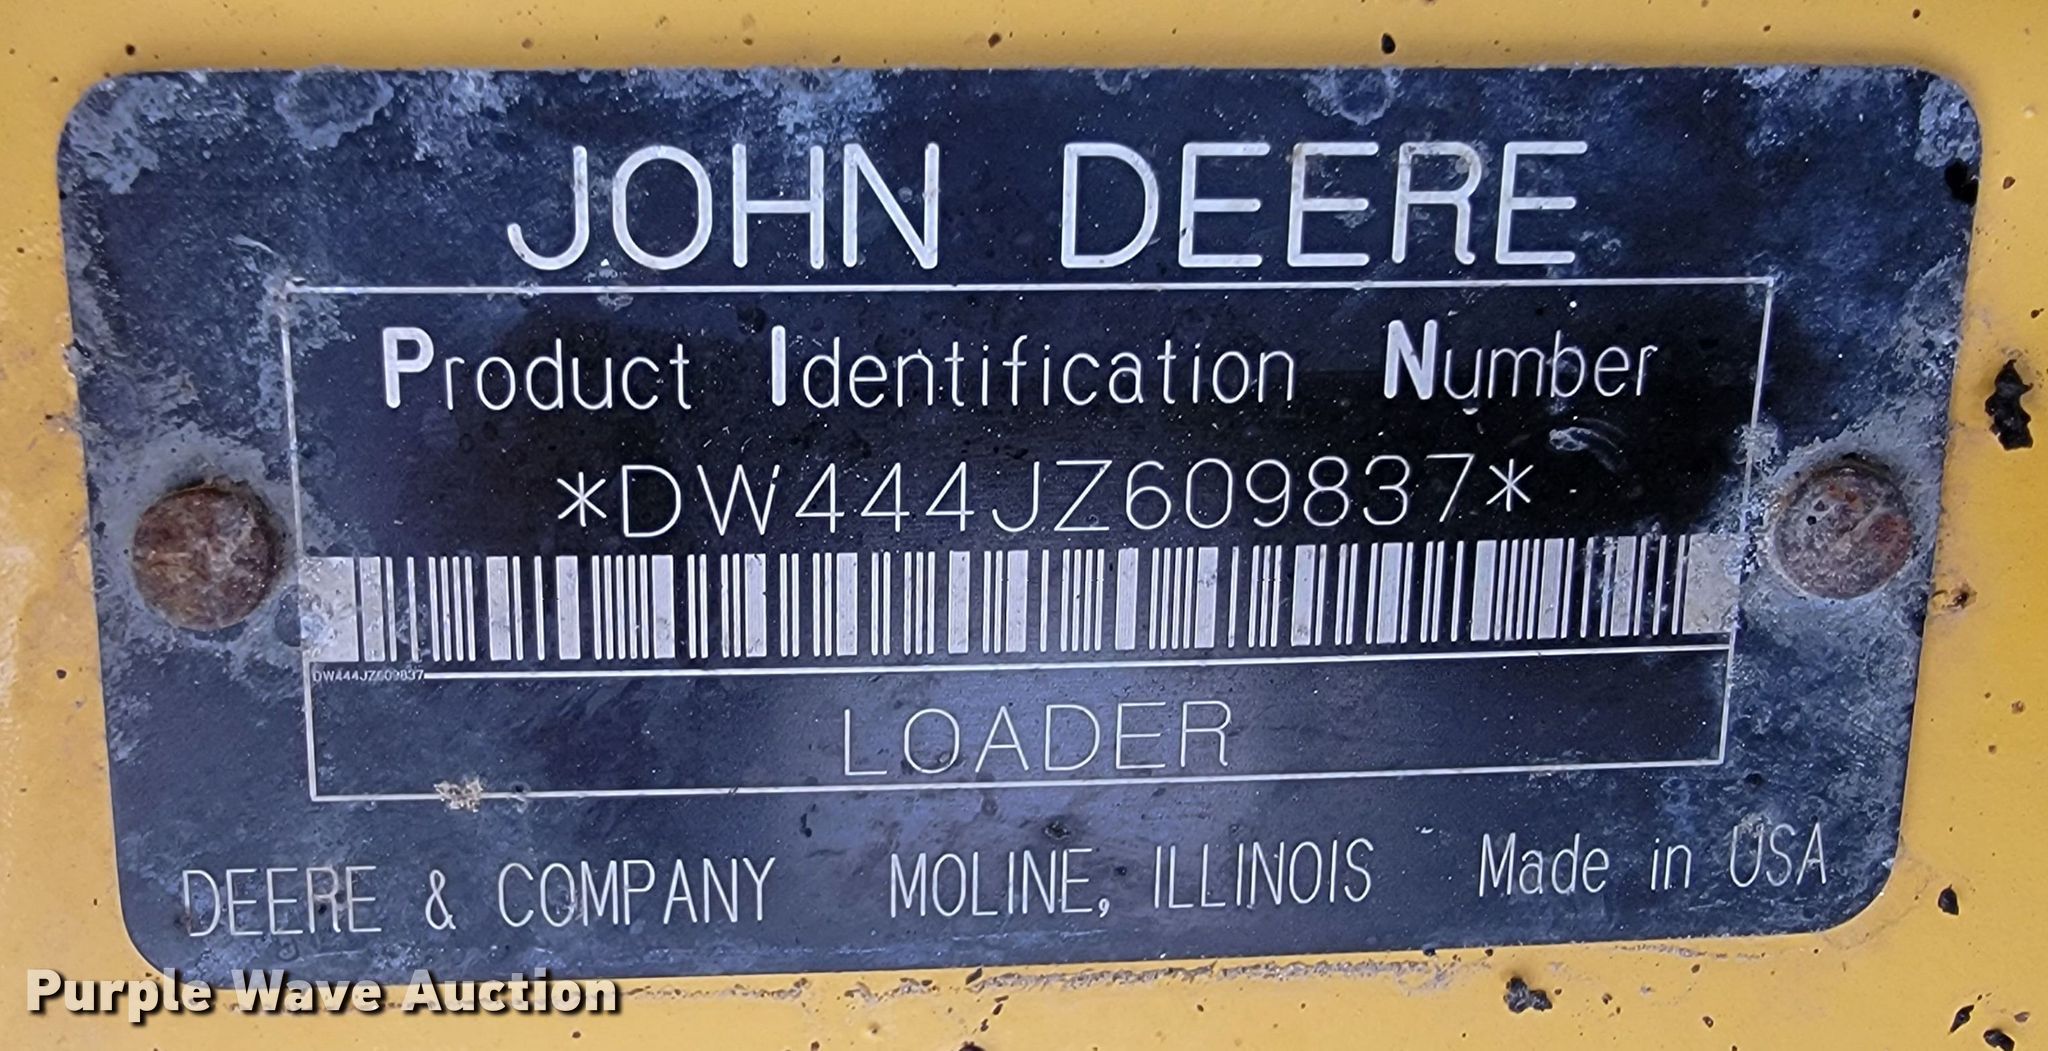 JOHN DEERE
Product Identification Number
*DW444JZ609837*
DW444JZ609837
LOADER
DEERE & COMPANY MOLINE, ILLINOIS Made in USA
Purple Wave Auction